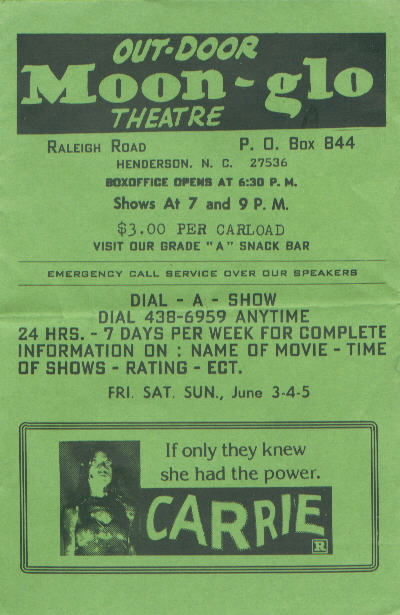 OUT-DOOR
Moon-glo
THEATRE
RALEIGH ROAD P. O. BOX 844
HENDERSON, N. C. 27536
BOXOFFICE OPENS AT 6:30 P. M.
Shows At 7 and 9 P. M.
$3.00 PER CARLOAD
VISIT OUR GRADE "A" SNACK BAR
EMERGENCY CALL SERVICE OVER OUR SPEAKERS
DIAL - A - SHOW
DIAL 438-6959 ANYTIME
24 HRS. - 7 DAYS PER WEEK FOR COMPLETE
INFORMATION ON : NAME OF MOVIE - TIME
OF SHOWS - RATING - ECT.
FRI. SAT. SUN., June 3-4-5
If only they knew
she had the power.
CARRIE
R